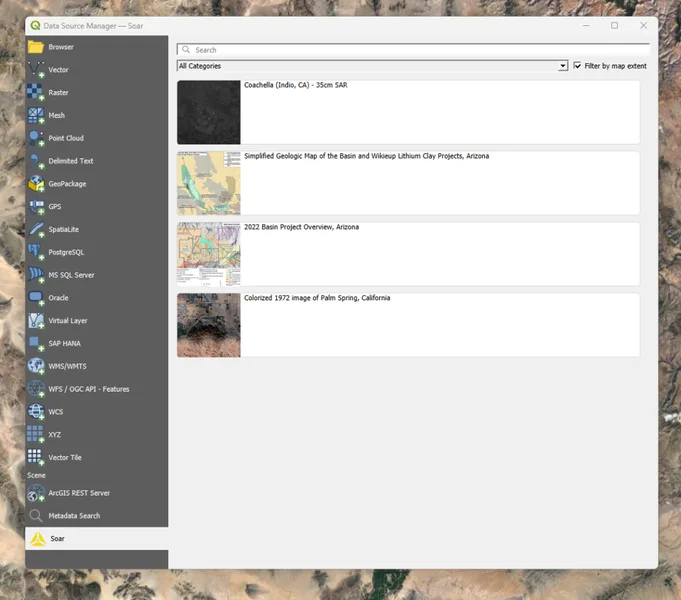 Data Source Manager — Soar
Browser
Vector
Raster
Mesh
Point Cloud
Delimited Text
GeoPackage
GPS
SpatiaLite
PostgreSQL
MS SQL Server
Oracle
Virtual Layer
SAP HANA
WMS/WMTS
WFS / OGC API - Features
WCS
XYZ
Vector Tile
Scene
ArcGIS REST Server
Metadata Search
Soar
Search
All Categories
Filter by map extent
Coachella (Indio, CA) - 35cm SAR
Simplified Geologic Map of the Basin and Wikieup Lithium Clay Projects, Arizona
2022 Basin Project Overview, Arizona
Colorized 1972 image of Palm Spring, California